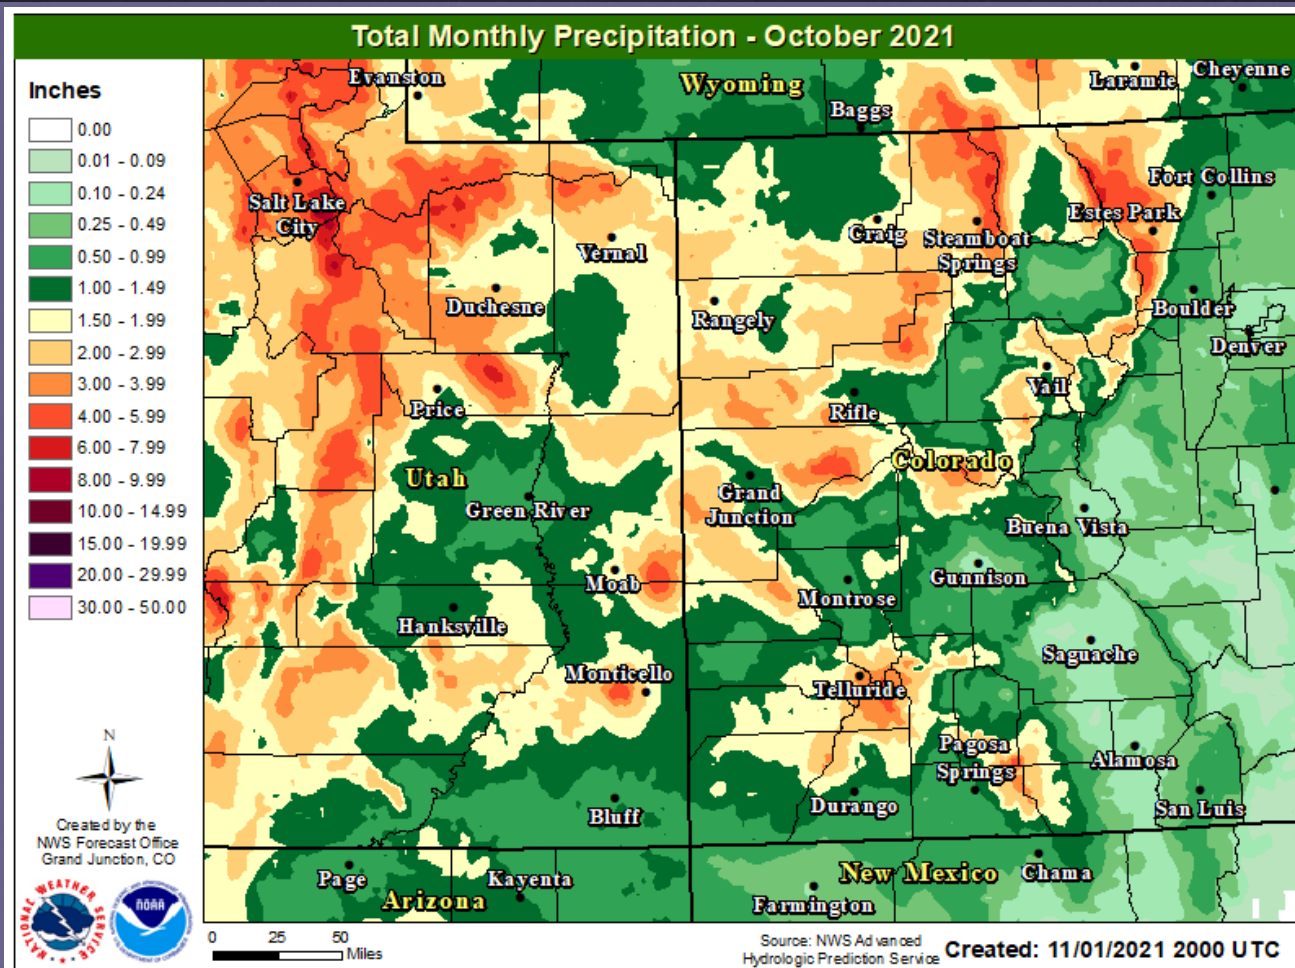 Total Monthly Precipitation - October 2021
Inches
0.00
0.01 - 0.09
0.10 - 0.24
0.25 - 0.49
0.50 - 0.99
1.00 - 1.49
1.50 - 1.99
2.00 - 2.99
3.00 - 3.99
4.00 - 5.99
6.00 - 7.99
8.00 - 9.99
10.00 - 14.99
15.00 - 19.99
20.00 - 29.99
30.00 - 50.00
N
Created by the
NWS Forecast Office
Grand Junction, CO
NATIONAL WEATHER SERVICE
NOAA
Evanston
Wyoming
Laramie
Cheyenne
Baggs
Salt Lake
City
Fort Collins
Estes Park
Craig
Steamboat
Springs
Vernal
Duchesne
Rangely
Boulder
Denver
Vail
Price
Rifle
Utah
Colorado
Green River
Grand
Junction
Buena Vista
Moab
Gunnison
Montrose
Hanksville
Saguache
Monticello
Telluride
Pagosa
Springs
Alamosa
Bluff
Durango
San Luis
Page
Kayenta
Arizona
New Mexico
Chama
Farmington
0 25 50
Miles
Source: NWS Advanced
Hydrologic Prediction Service
Created: 11/01/2021 2000 UTC